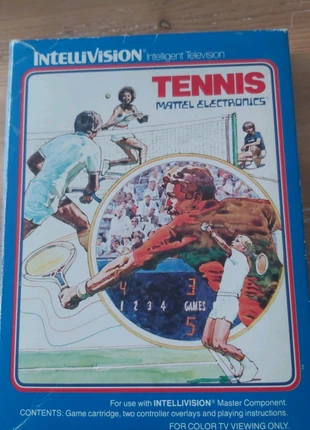 INTELLIVISION® Intelligent Television
TENNIS
MATTEL ELECTRONICS®
4 3
1 2 3 4 GAMES
5
For use with INTELLIVISION® Master Component.
CONTENTS: Game cartridge, two controller overlays and playing instructions.
FOR COLOR TV VIEWING ONLY.